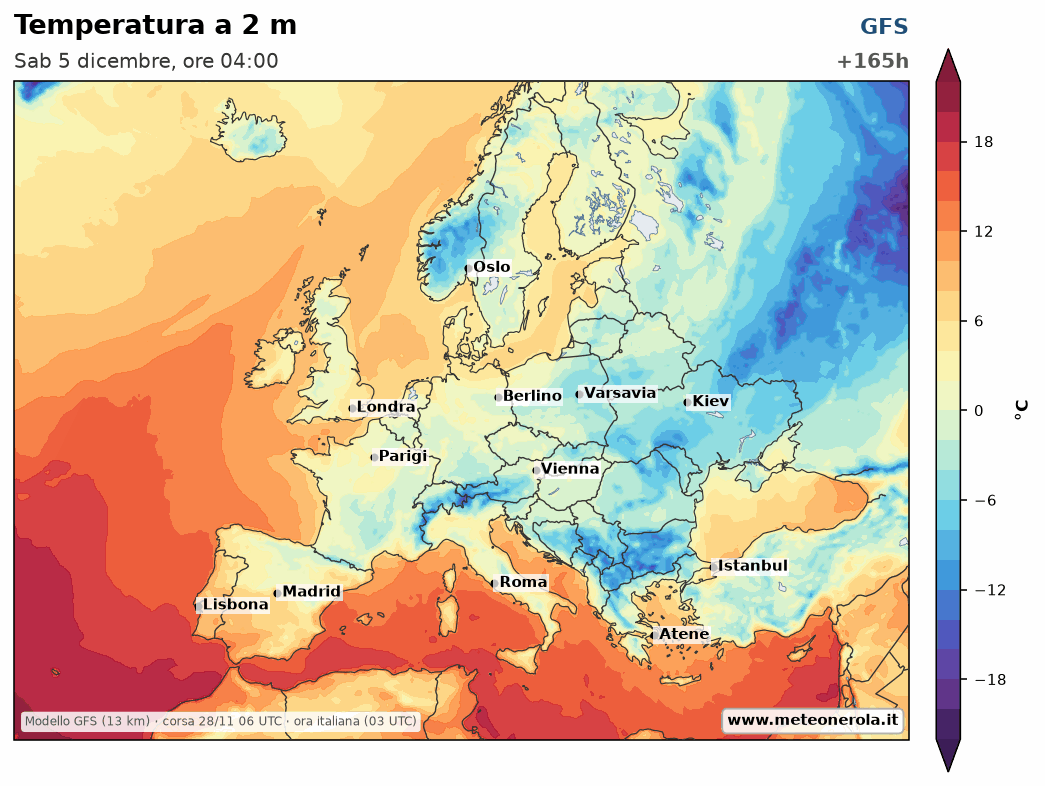 Temperatura a 2 m
GFS
Sab 5 dicembre, ore 04:00
+165h
18
12
6
0
−6
−12
−18
°C
Oslo
Londra
Berlino
Varsavia
Kiev
Parigi
Vienna
Istanbul
Roma
Madrid
Lisbona
Atene
Modello GFS (13 km) · corsa 28/11 06 UTC · ora italiana (03 UTC)
www.meteonerola.it